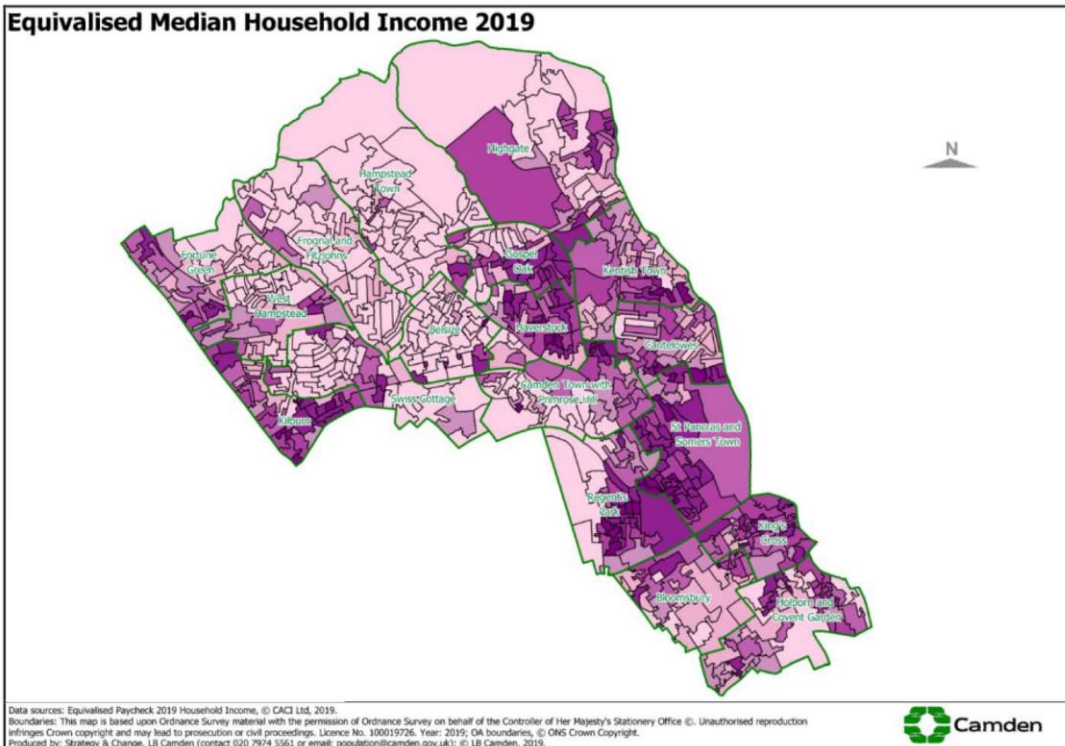 Equivalised Median Household Income 2019
N
Highgate
Hampstead
Town
Fortune
Green
Frognal and
Fitzjohns
Gospel
Oak
Kentish Town
West
Hampstead
Belsize
Haverstock
Cantelowes
Swiss Cottage
Camden Town with
Primrose Hill
Kilburn
St Pancras and
Somers Town
Regent's
Park
King's
Cross
Bloomsbury
Holborn and
Covent Garden
Data sources: Equivalised Paycheck 2019 Household Income, © CACI Ltd, 2019.
Boundaries: This map is based upon Ordnance Survey material with the permission of Ordnance Survey on behalf of the Controller of Her Majesty's Stationery Office ©. Unauthorised reproduction
infringes Crown copyright and may lead to prosecution or civil proceedings. Licence No. 100019726. Year: 2019; OA boundaries, © ONS Crown Copyright.
Produced by: Strategy & Change, LB Camden (contact 020 7974 5561 or email: population@camden.gov.uk); © LB Camden, 2019.
Camden